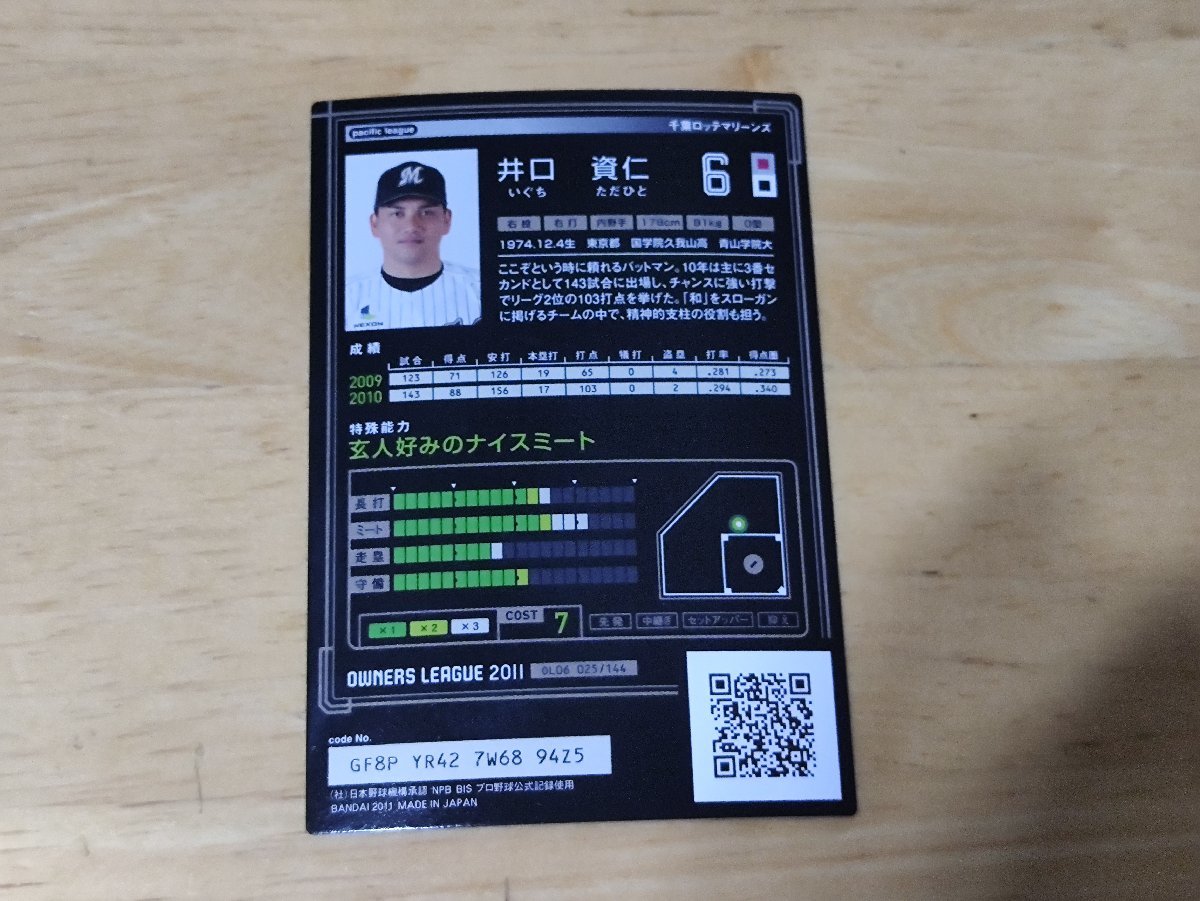 pacific league
千葉ロッテマリーンズ
M
井口 資仁 6
いぐち ただひと
右投 右打 内野手 178cm 81kg O型
1974.12.4生 東京都 国学院久我山高 青山学院大
ここぞという時に頼れるバットマン。10年は主に3番セ
カンドとして143試合に出場し、チャンスに強い打撃
でリーグ2位の103打点を挙げた。「和」をスローガン
に掲げるチームの中で、精神的支柱の役割も担う。
成績
試合 得点 安打 本塁打 打点 犠打 盗塁 打率 得点圏
2009 123 71 126 19 65 0 4 .281 .273
2010 143 88 156 17 103 0 2 .294 .340
特殊能力
玄人好みのナイスミート
長打
ミート
走塁
守備
×1 ×2 ×3 COST 7 先発 中継ぎ セットアッパー 抑え
OWNERS LEAGUE 2011 OL06 025/144
code No.
GF8P YR42 7W68 94Z5
(社)日本野球機構承認 NPB BIS プロ野球公式記録使用
BANDAI 2011 MADE IN JAPAN